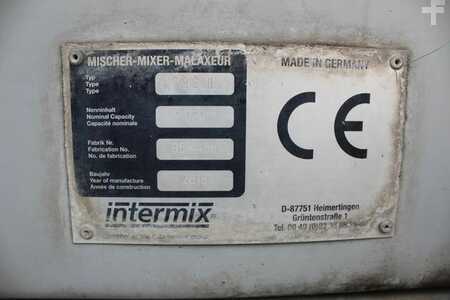 MISCHER-MIXER-MALAXEUR
MADE IN GERMANY
Typ
Type
Type
Nenninhalt
Nominal Capacity
Capacité nominale
Fabrik Nr.
Fabrication No.
No. de fabrication
Baujahr
Year of manufacture
Année de construction
CE
intermix
D-87751 Heimertingen
Grüntenstraße 1
Tel.